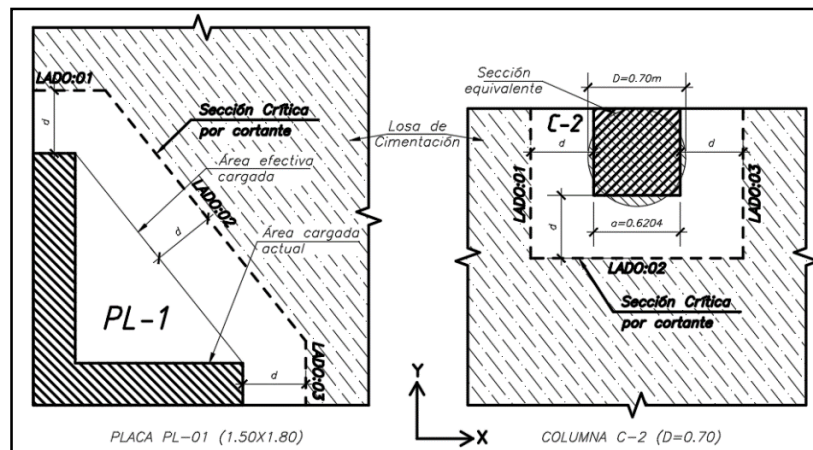 LADO:01
d
Sección Crítica
por cortante
Área efectiva
cargada
LADO:02
d
Área cargada
actual
PL-1
LADO:03
d
PLACA PL-01 (1.50X1.80)
Losa de
Cimentación
Y
X
Sección
equivalente
D=0.70m
C-2
d
d
LADO:01
LADO:03
d
a=0.6204
LADO:02
Sección Crítica
por cortante
COLUMNA C-2 (D=0.70)